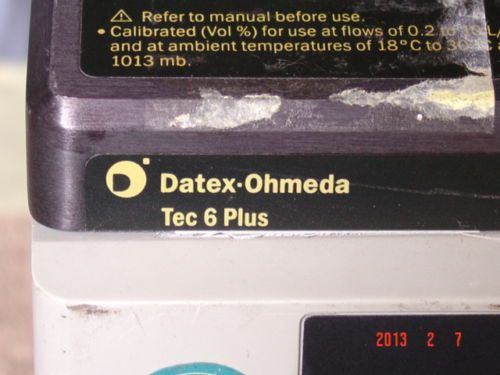 ⚠ Refer to manual before use.
• Calibrated (Vol %) for use at flows of 0.2 to
and at ambient temperatures of 18°C to
1013 mb.
Datex-Ohmeda
Tec 6 Plus
2013 2 7